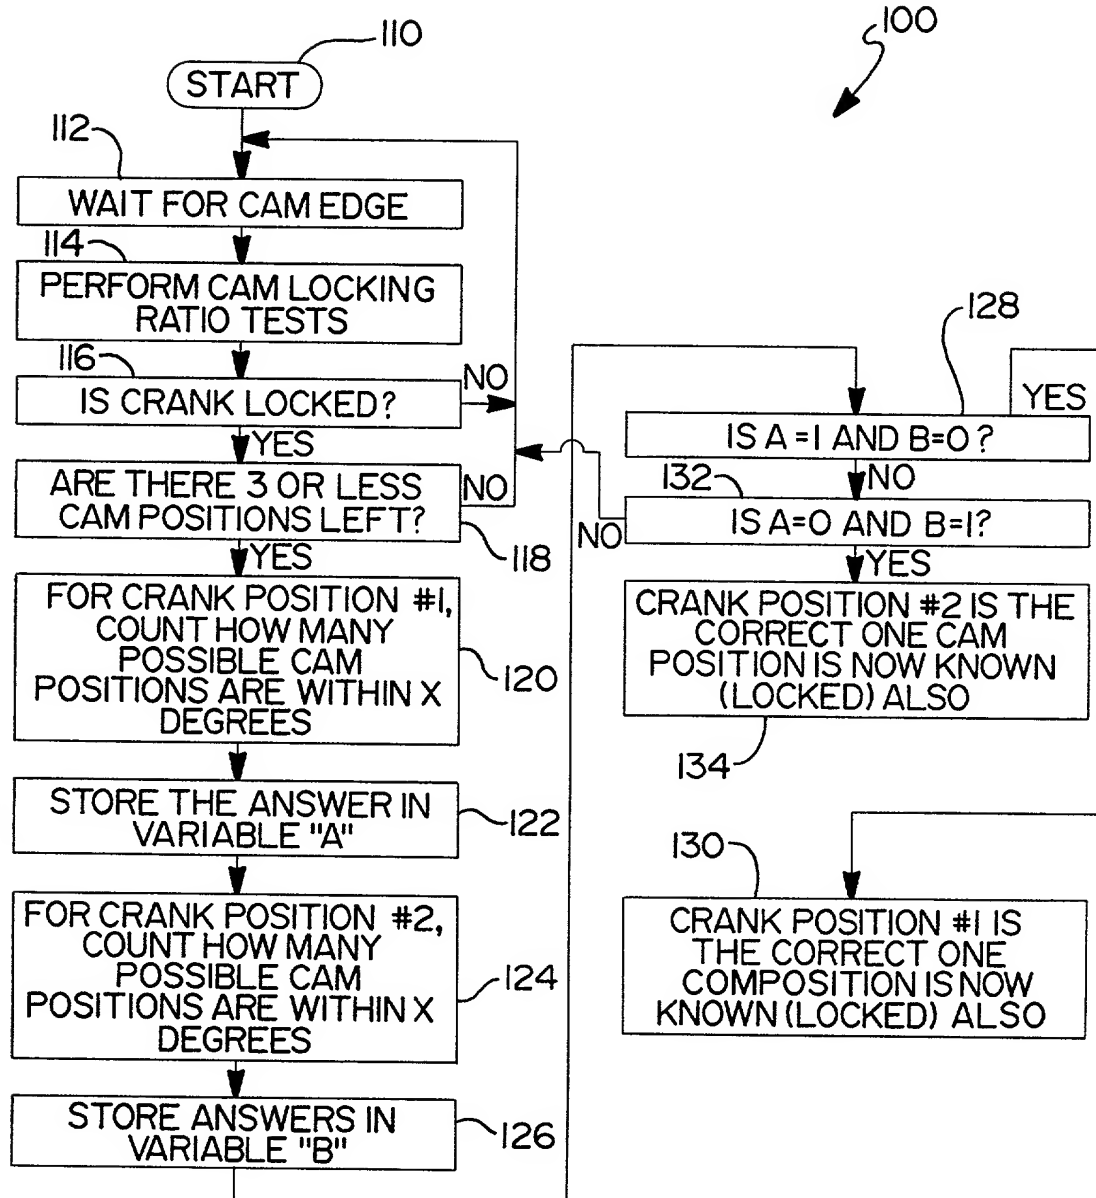 110
100
START
112
WAIT FOR CAM EDGE
114
PERFORM CAM LOCKING
RATIO TESTS
116
IS CRANK LOCKED?
NO
YES
ARE THERE 3 OR LESS
CAM POSITIONS LEFT?
NO
118
YES
FOR CRANK POSITION #1,
COUNT HOW MANY
POSSIBLE CAM
POSITIONS ARE WITHIN X
DEGREES
120
STORE THE ANSWER IN
VARIABLE "A"
122
FOR CRANK POSITION #2,
COUNT HOW MANY
POSSIBLE CAM
POSITIONS ARE WITHIN X
DEGREES
124
STORE ANSWERS IN
VARIABLE "B"
126
128
YES
IS A=1 AND B=0?
NO
132
IS A=0 AND B=1?
NO
YES
CRANK POSITION #2 IS THE
CORRECT ONE CAM
POSITION IS NOW KNOWN
(LOCKED) ALSO
134
130
CRANK POSITION #1 IS
THE CORRECT ONE
COMPOSITION IS NOW
KNOWN (LOCKED) ALSO